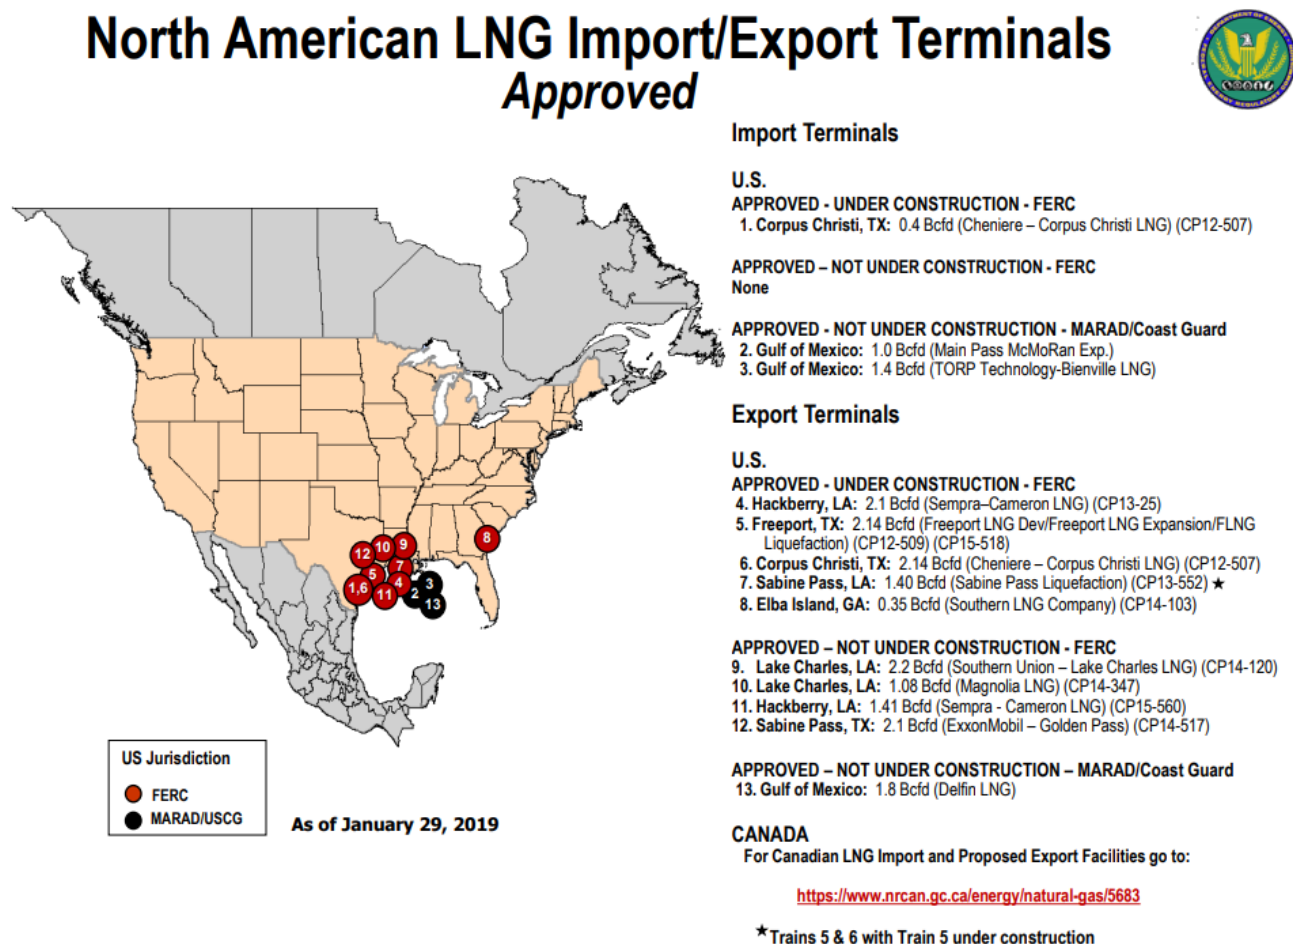 North American LNG Import/Export Terminals
Approved
Import Terminals
U.S.
APPROVED - UNDER CONSTRUCTION - FERC
1. Corpus Christi, TX: 0.4 Bcfd (Cheniere – Corpus Christi LNG) (CP12-507)
APPROVED – NOT UNDER CONSTRUCTION - FERC
None
APPROVED - NOT UNDER CONSTRUCTION - MARAD/Coast Guard
2. Gulf of Mexico: 1.0 Bcfd (Main Pass McMoRan Exp.)
3. Gulf of Mexico: 1.4 Bcfd (TORP Technology-Bienville LNG)
Export Terminals
U.S.
APPROVED - UNDER CONSTRUCTION - FERC
4. Hackberry, LA: 2.1 Bcfd (Sempra–Cameron LNG) (CP13-25)
5. Freeport, TX: 2.14 Bcfd (Freeport LNG Dev/Freeport LNG Expansion/FLNG
Liquefaction) (CP12-509) (CP15-518)
6. Corpus Christi, TX: 2.14 Bcfd (Cheniere – Corpus Christi LNG) (CP12-507)
7. Sabine Pass, LA: 1.40 Bcfd (Sabine Pass Liquefaction) (CP13-552) ★
8. Elba Island, GA: 0.35 Bcfd (Southern LNG Company) (CP14-103)
APPROVED – NOT UNDER CONSTRUCTION - FERC
9. Lake Charles, LA: 2.2 Bcfd (Southern Union – Lake Charles LNG) (CP14-120)
10. Lake Charles, LA: 1.08 Bcfd (Magnolia LNG) (CP14-347)
11. Hackberry, LA: 1.41 Bcfd (Sempra - Cameron LNG) (CP15-560)
12. Sabine Pass, TX: 2.1 Bcfd (ExxonMobil – Golden Pass) (CP14-517)
APPROVED – NOT UNDER CONSTRUCTION – MARAD/Coast Guard
13. Gulf of Mexico: 1.8 Bcfd (Delfin LNG)
CANADA
For Canadian LNG Import and Proposed Export Facilities go to:
https://www.nrcan.gc.ca/energy/natural-gas/5683
★Trains 5 & 6 with Train 5 under construction
8
12 10 9
7
5
1,6 11 4 2 3
13
US Jurisdiction
FERC
MARAD/USCG
As of January 29, 2019